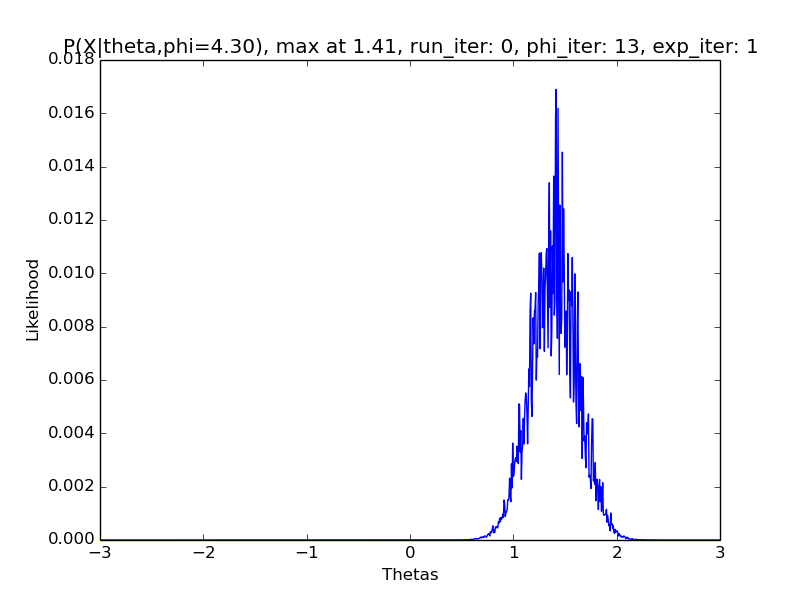 P(X|theta,phi=4.30), max at 1.41, run_iter: 0, phi_iter: 13, exp_iter: 1
0.018
0.016
0.014
0.012
0.010
0.008
0.006
0.004
0.002
0.000
Likelihood
−3 −2 −1 0 1 2 3
Thetas